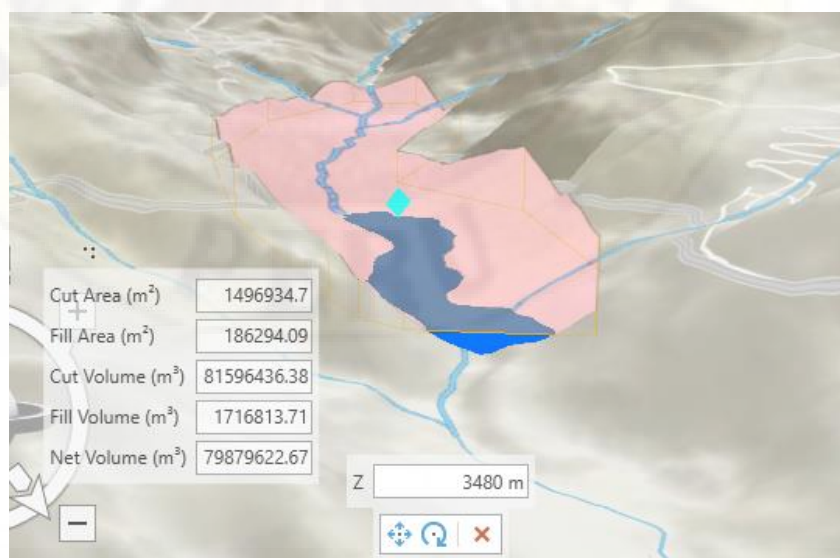 Cut Area (m²) 1496934.7
Fill Area (m²) 186294.09
Cut Volume (m³) 81596436.38
Fill Volume (m³) 1716813.71
Net Volume (m³) 79879622.67
Z 3480 m